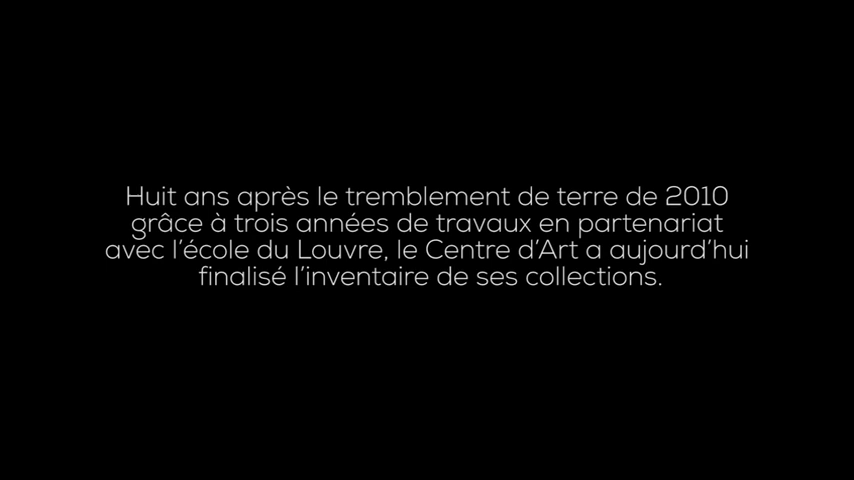 Huit ans après le tremblement de terre de 2010
grâce à trois années de travaux en partenariat
avec l'école du Louvre, le Centre d'Art a aujourd'hui
finalisé l'inventaire de ses collections.